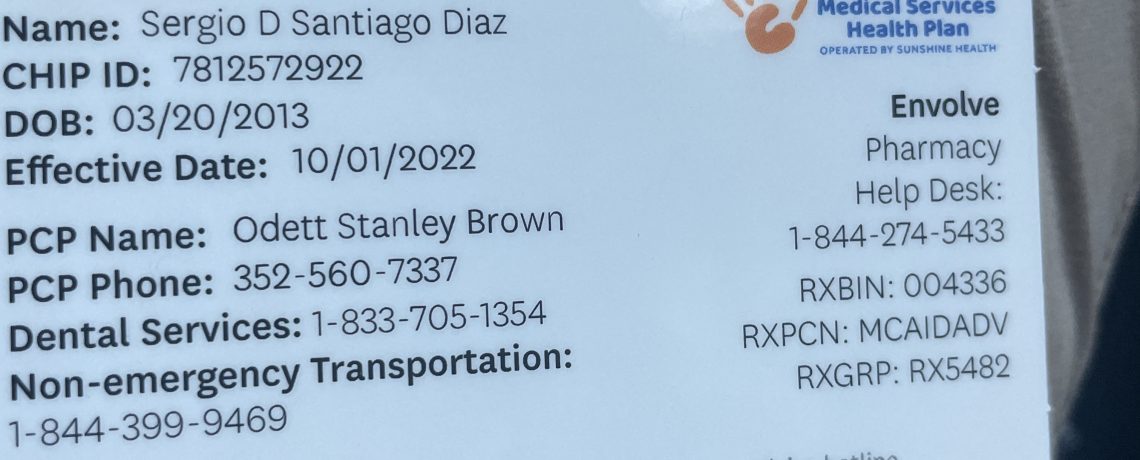 Name: Sergio D Santiago Diaz
CHIP ID: 7812572922
DOB: 03/20/2013
Effective Date: 10/01/2022
PCP Name: Odett Stanley Brown
PCP Phone: 352-560-7337
Dental Services: 1-833-705-1354
Non-emergency Transportation:
1-844-399-9469
Medical Services
Health Plan
OPERATED BY SUNSHINE HEALTH
Envolve
Pharmacy
Help Desk:
1-844-274-5433
RXBIN: 004336
RXPCN: MCAIDADV
RXGRP: RX5482